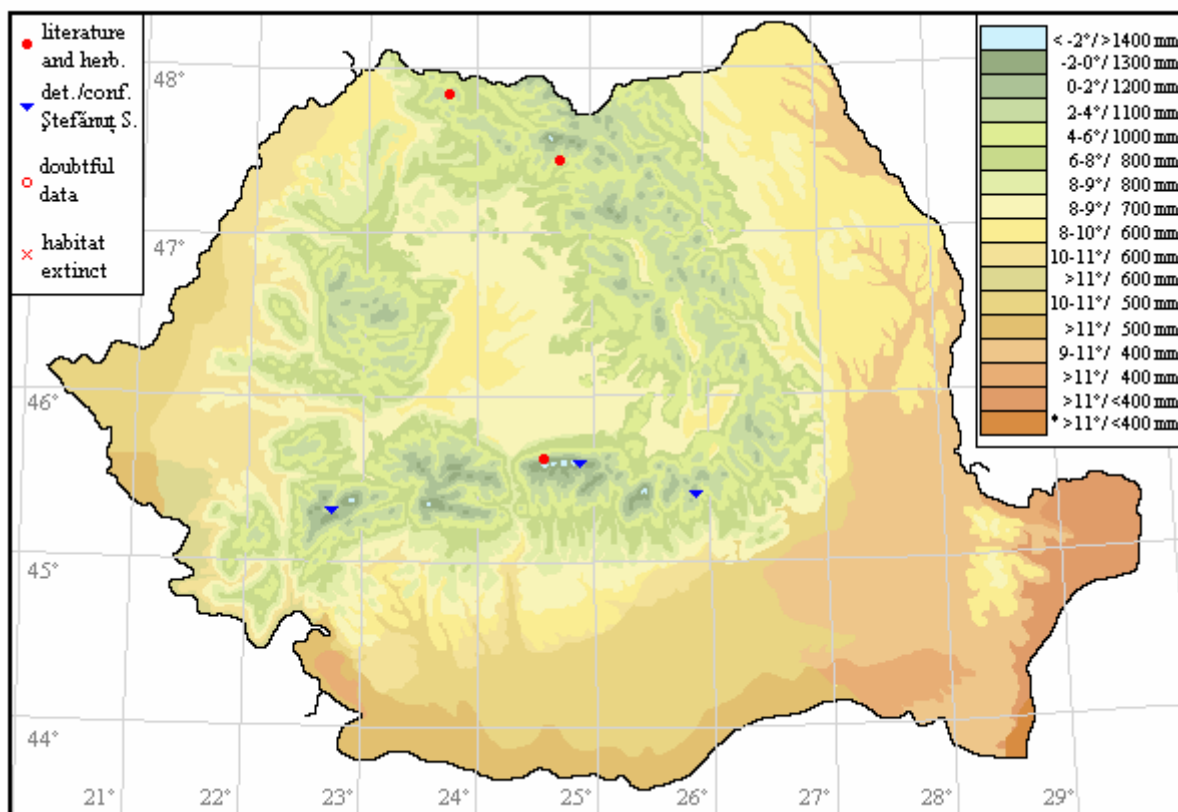 literature
and herb.
det./conf.
Ştefănuţ S.
doubtful
data
habitat
extinct
< -2°/>1400 mm
-2-0°/ 1300 mm
0-2°/ 1200 mm
2-4°/ 1100 mm
4-6°/ 1000 mm
6-8°/ 800 mm
8-9°/ 800 mm
8-9°/ 700 mm
8-10°/ 600 mm
10-11°/ 600 mm
>11°/ 600 mm
10-11°/ 500 mm
>11°/ 500 mm
9-11°/ 400 mm
>11°/ 400 mm
>11°/<400 mm
* >11°/<400 mm
48°
47°
46°
45°
44°
21° 22° 23° 24° 25° 26° 27° 28° 29°